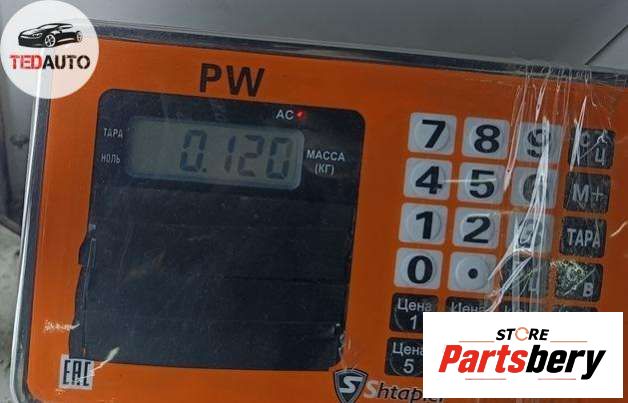 TEDAUTO
PW
AC
ТАРА
НОЛЬ
0.120
МАССА
(КГ)
7 8 9
4 5
M+
1 2 3
ТАРА
0 .
В
Цена
1
Цена
5
EAC
S Shtapler
STORE
Partsbery